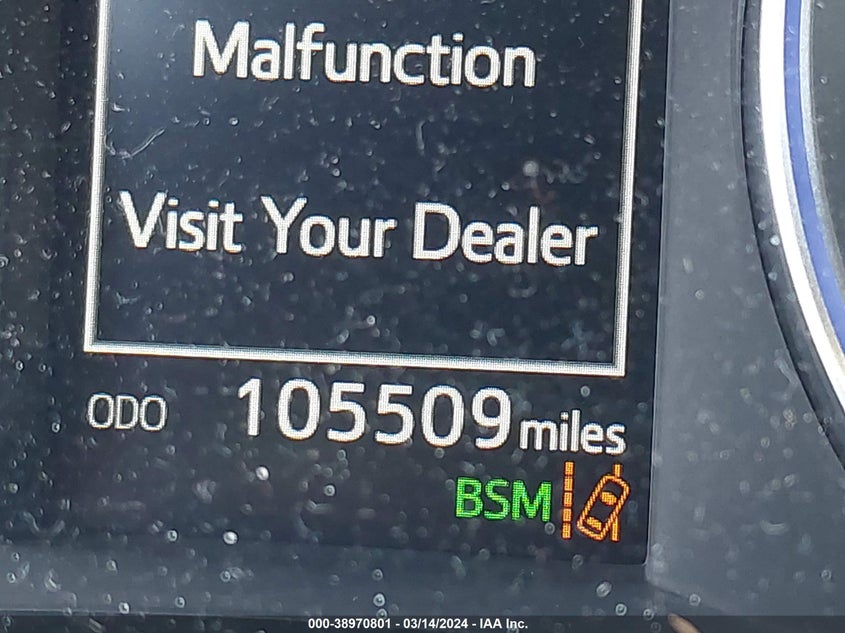 Malfunction
Visit Your Dealer
ODO 105509 miles
BSM
000-38970801 - 03/14/2024 - IAA Inc.